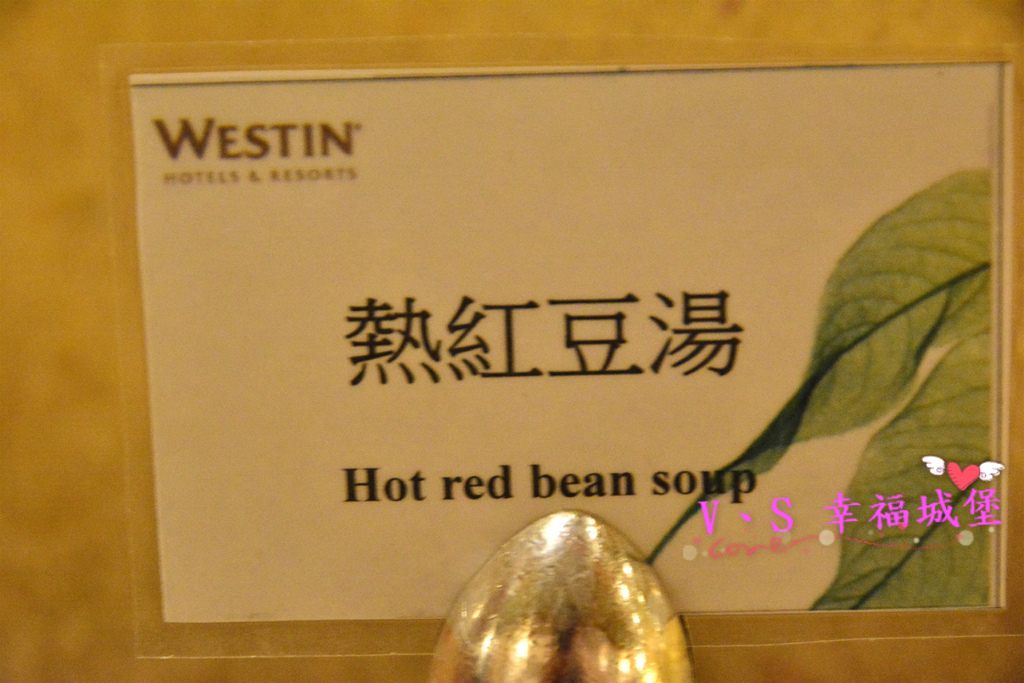 WESTIN
HOTELS & RESORTS
熱紅豆湯
Hot red bean soup
V、S 幸福城堡